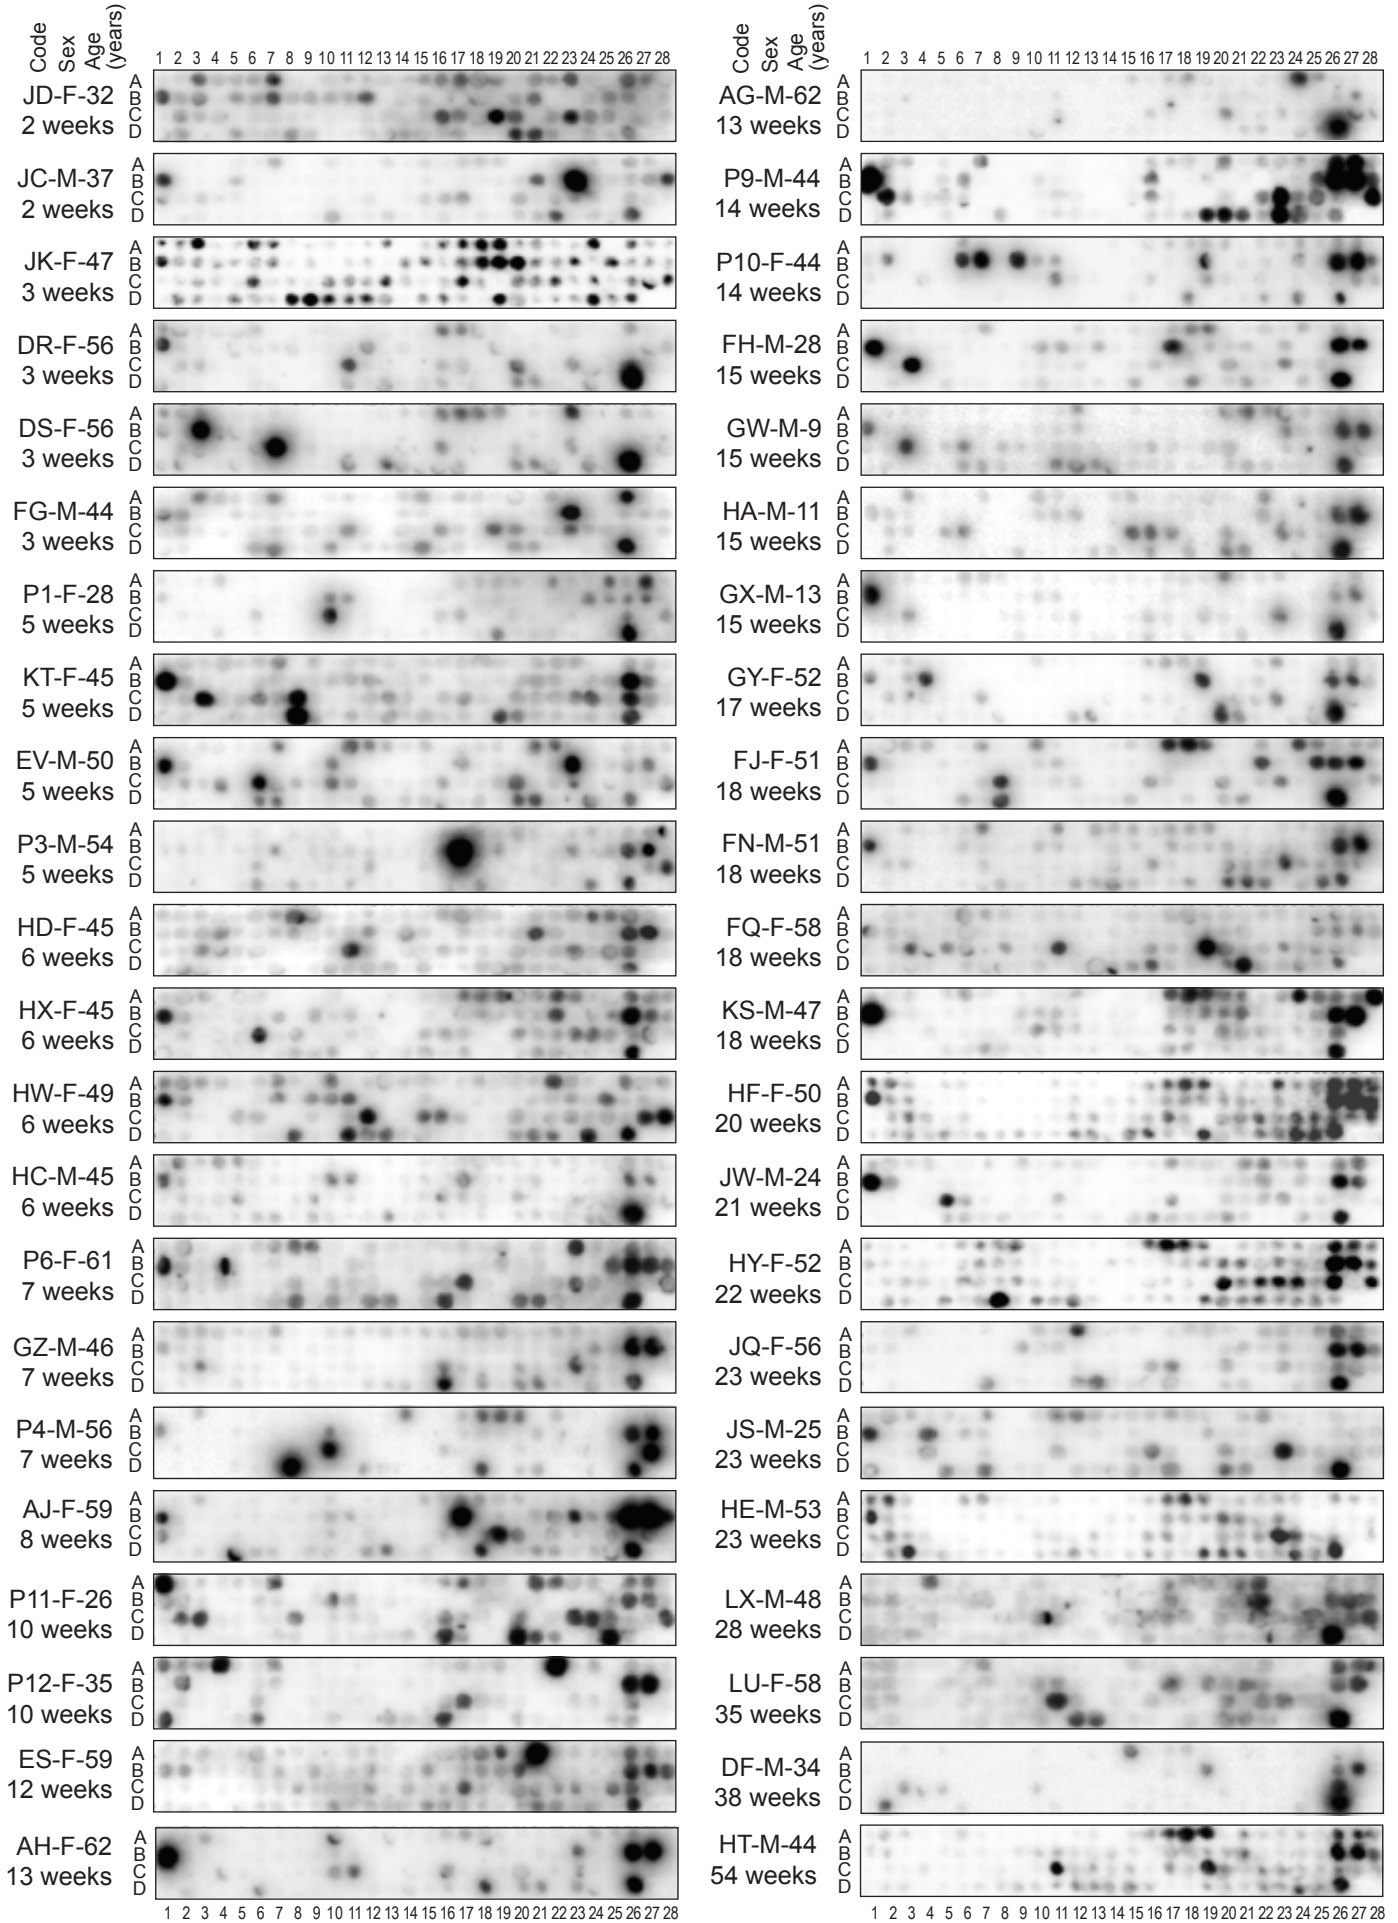 Code
Sex
Age
(years)
1 2 3 4 5 6 7 8 9 10 11 12 13 14 15 16 17 18 19 20 21 22 23 24 25 26 27 28
A
JD-F-32 B
C
2 weeks D
A
JC-M-37 B
C
2 weeks D
A
JK-F-47 B
C
3 weeks D
A
DR-F-56 B
C
3 weeks D
A
DS-F-56 B
C
3 weeks D
A
FG-M-44 B
C
3 weeks D
A
P1-F-28 B
C
5 weeks D
A
KT-F-45 B
C
5 weeks D
A
EV-M-50 B
C
5 weeks D
A
P3-M-54 B
C
5 weeks D
A
HD-F-45 B
C
6 weeks D
A
HX-F-45 B
C
6 weeks D
A
HW-F-49 B
C
6 weeks D
A
HC-M-45 B
C
6 weeks D
A
P6-F-61 B
C
7 weeks D
A
GZ-M-46 B
C
7 weeks D
A
P4-M-56 B
C
7 weeks D
A
AJ-F-59 B
C
8 weeks D
A
P11-F-26 B
C
10 weeks D
A
P12-F-35 B
C
10 weeks D
A
ES-F-59 B
C
12 weeks D
A
AH-F-62 B
C
13 weeks D
1 2 3 4 5 6 7 8 9 10 11 12 13 14 15 16 17 18 19 20 21 22 23 24 25 26 27 28
Code
Sex
Age
(years)
1 2 3 4 5 6 7 8 9 10 11 12 13 14 15 16 17 18 19 20 21 22 23 24 25 26 27 28
A
AG-M-62 B
C
13 weeks D
A
P9-M-44 B
C
14 weeks D
A
P10-F-44 B
C
14 weeks D
A
FH-M-28 B
C
15 weeks D
A
GW-M-9 B
C
15 weeks D
A
HA-M-11 B
C
15 weeks D
A
GX-M-13 B
C
15 weeks D
A
GY-F-52 B
C
17 weeks D
A
FJ-F-51 B
C
18 weeks D
A
FN-M-51 B
C
18 weeks D
A
FQ-F-58 B
C
18 weeks D
A
KS-M-47 B
C
18 weeks D
A
HF-F-50 B
C
20 weeks D
A
JW-M-24 B
C
21 weeks D
A
HY-F-52 B
C
22 weeks D
A
JQ-F-56 B
C
23 weeks D
A
JS-M-25 B
C
23 weeks D
A
HE-M-53 B
C
23 weeks D
A
LX-M-48 B
C
28 weeks D
A
LU-F-58 B
C
35 weeks D
A
DF-M-34 B
C
38 weeks D
A
HT-M-44 B
C
54 weeks D
1 2 3 4 5 6 7 8 9 10 11 12 13 14 15 16 17 18 19 20 21 22 23 24 25 26 27 28